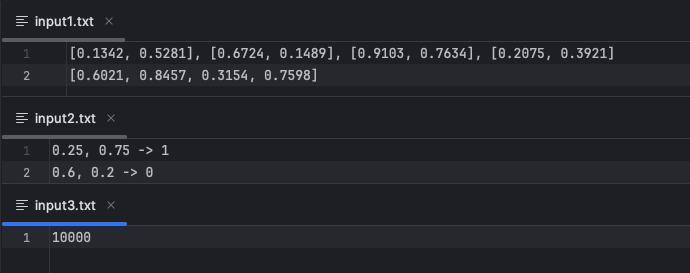 input1.txt ×
1 [0.1342, 0.5281], [0.6724, 0.1489], [0.9103, 0.7634], [0.2075, 0.3921]
2 [0.6021, 0.8457, 0.3154, 0.7598]
input2.txt ×
1 0.25, 0.75 -> 1
2 0.6, 0.2 -> 0
input3.txt ×
1 10000